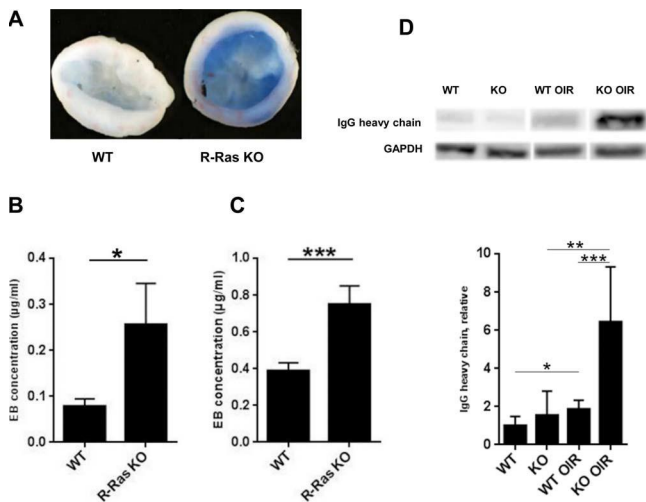 A
WT
R-Ras KO
D
WT KO WT OIR KO OIR
IgG heavy chain
GAPDH
B
EB concentration (µg/ml)
0.4
0.3
0.2
0.1
0.0
*
WT
R-Ras KO
C
EB concentration (µg/ml)
1.0
0.8
0.6
0.4
0.2
0.0
***
WT
R-Ras KO
IgG heavy chain, relative
10
8
6
4
2
0
**
***
*
WT
KO
WT OIR
KO OIR